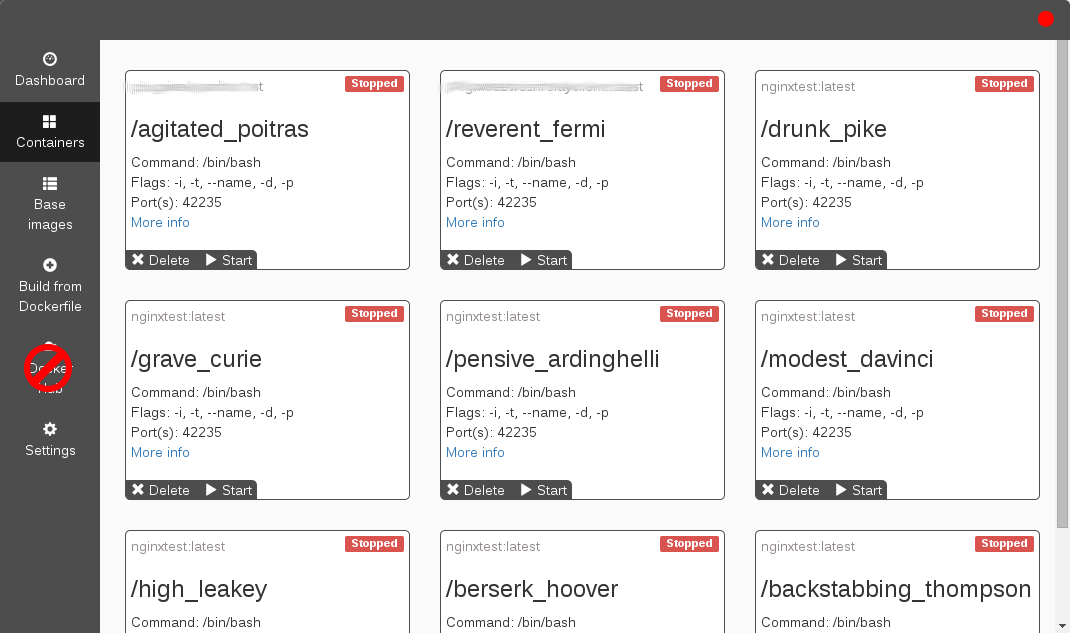 Dashboard
Containers
Base
images
Build from
Dockerfile
Docker
Hub
Settings
Stopped
/agitated_poitras
Command: /bin/bash
Flags: -i, -t, --name, -d, -p
Port(s): 42235
More info
Delete Start
Stopped
/reverent_fermi
Command: /bin/bash
Flags: -i, -t, --name, -d, -p
Port(s): 42235
More info
Delete Start
nginxtest:latest Stopped
/drunk_pike
Command: /bin/bash
Flags: -i, -t, --name, -d, -p
Port(s): 42235
More info
Delete Start
nginxtest:latest Stopped
/grave_curie
Command: /bin/bash
Flags: -i, -t, --name, -d, -p
Port(s): 42235
More info
Delete Start
nginxtest:latest Stopped
/pensive_ardinghelli
Command: /bin/bash
Flags: -i, -t, --name, -d, -p
Port(s): 42235
More info
Delete Start
nginxtest:latest Stopped
/modest_davinci
Command: /bin/bash
Flags: -i, -t, --name, -d, -p
Port(s): 42235
More info
Delete Start
nginxtest:latest Stopped
/high_leakey
Command: /bin/bash
nginxtest:latest Stopped
/berserk_hoover
Command: /bin/bash
nginxtest:latest Stopped
/backstabbing_thompson
Command: /bin/bash